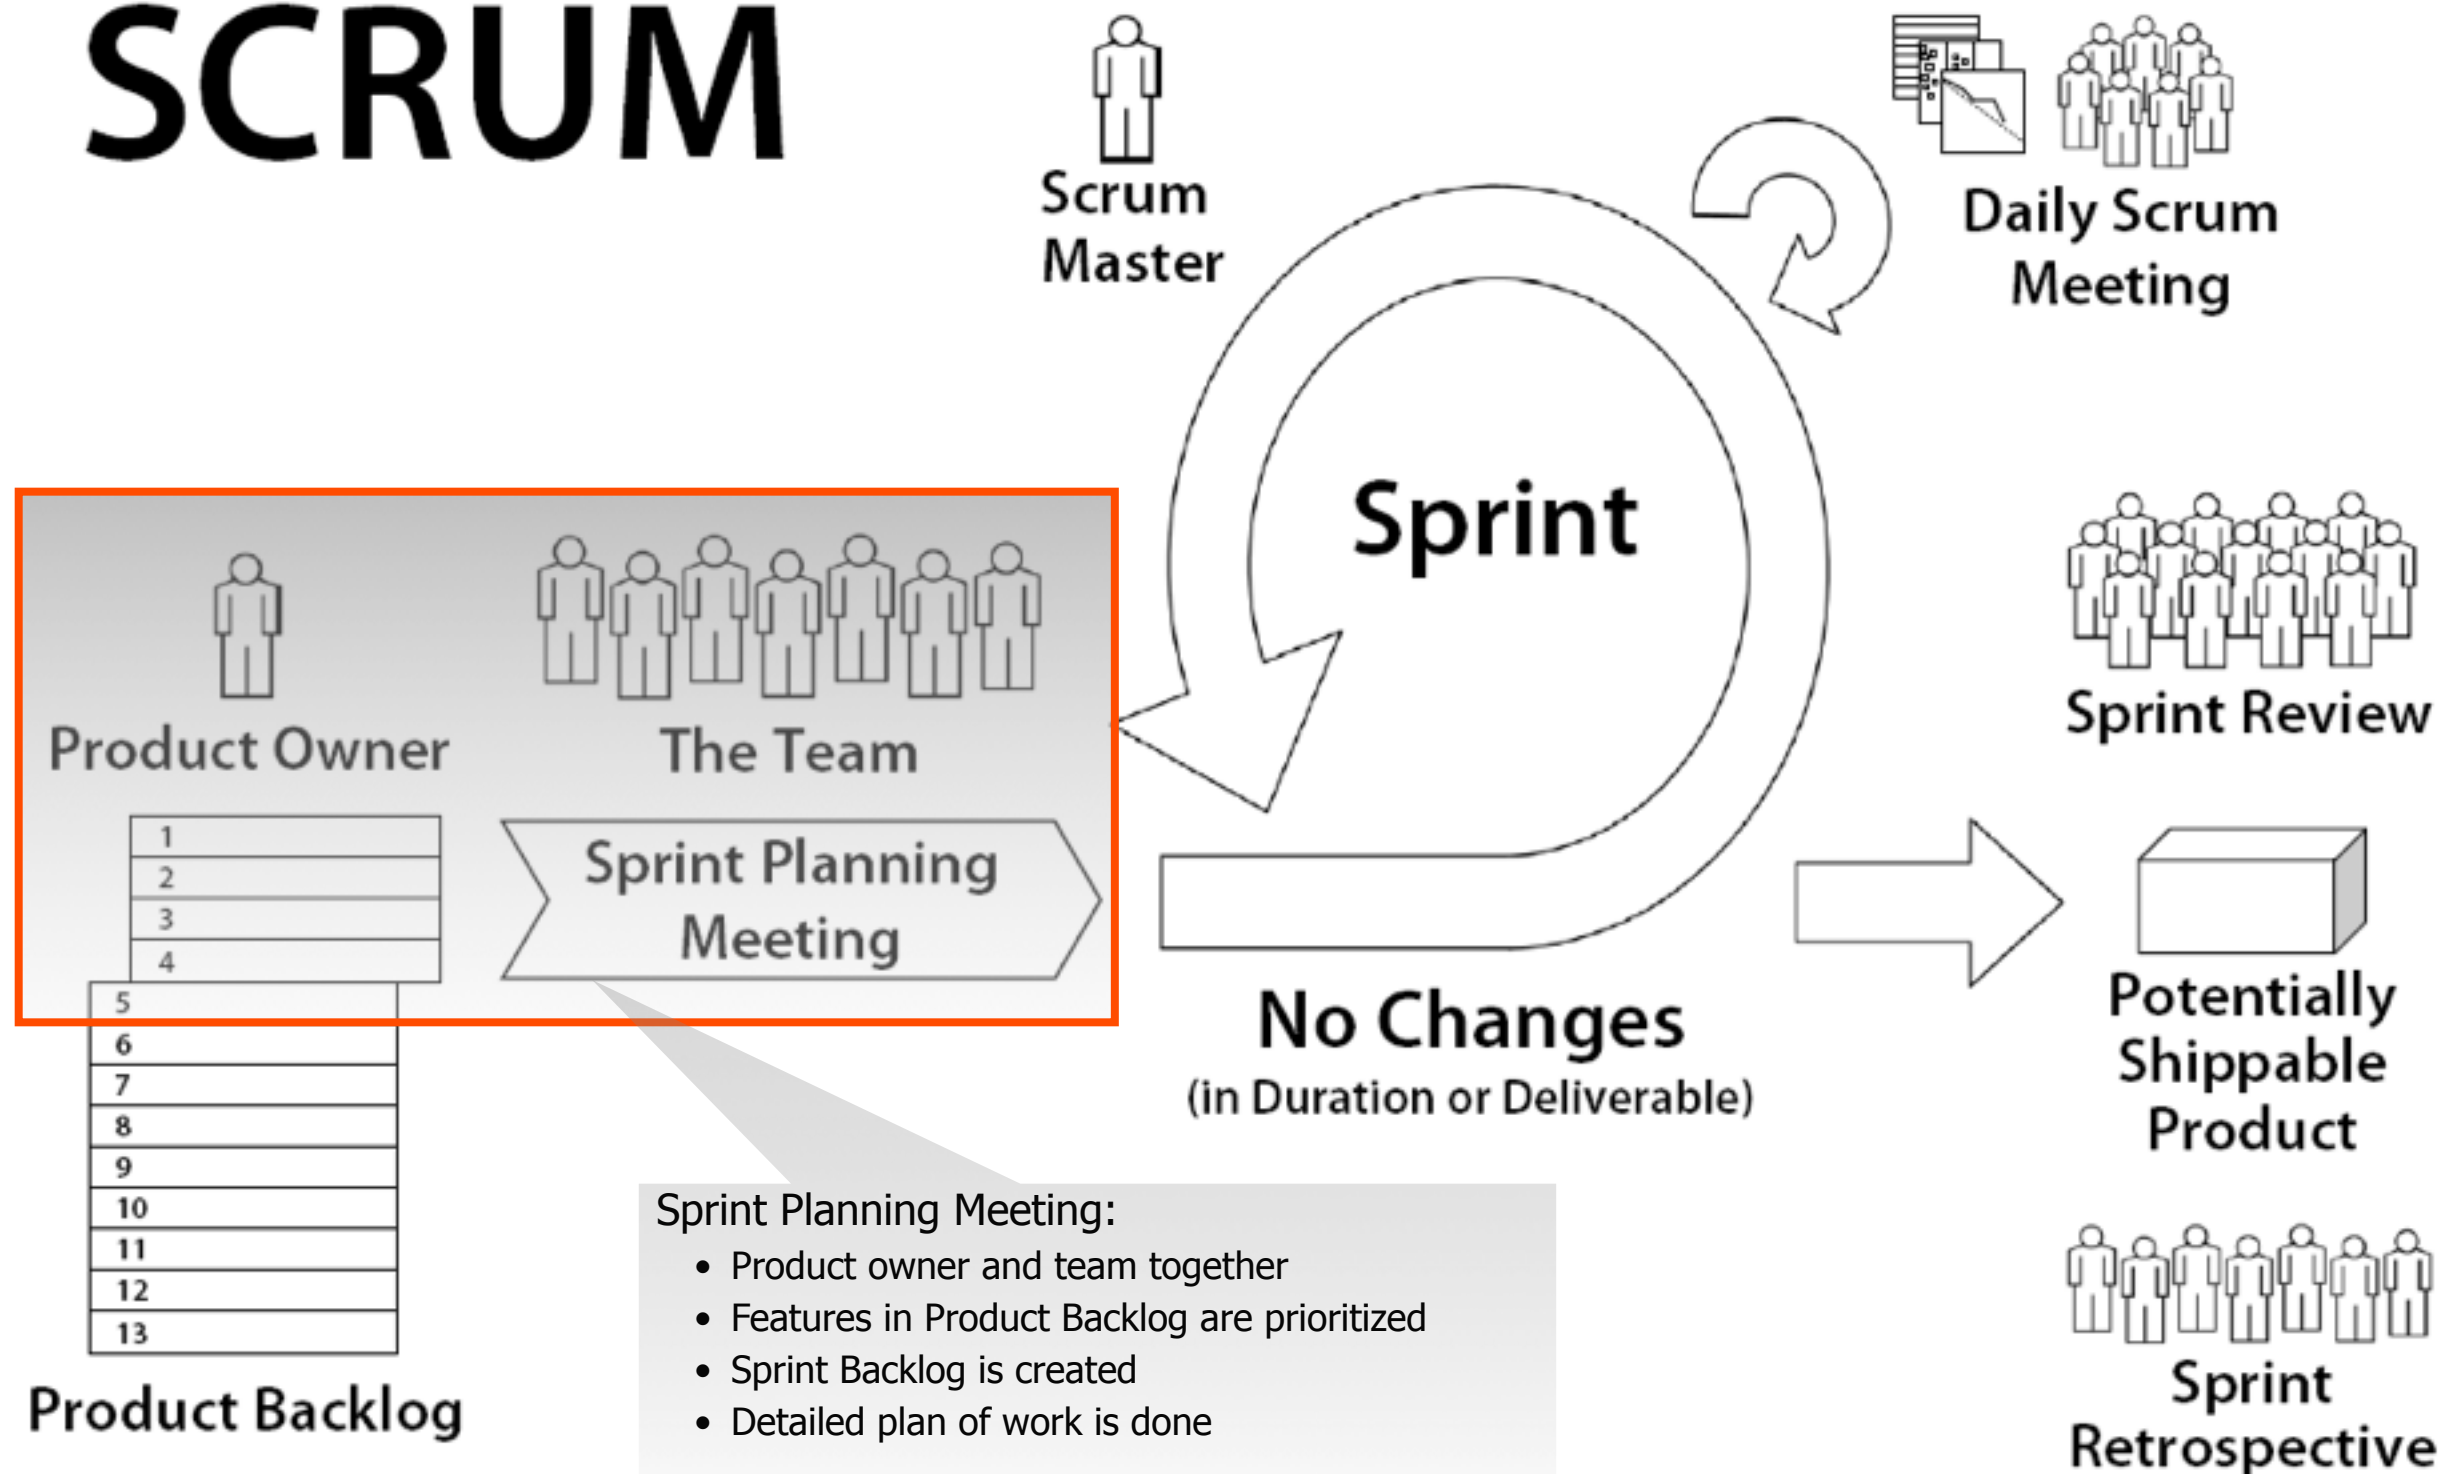 SCRUM
Scrum
Master
Daily Scrum
Meeting
Sprint
Product Owner
The Team
Sprint Review
1
2
3
4
5
6
7
8
9
10
11
12
13
Product Backlog
Sprint Planning
Meeting
No Changes
(in Duration or Deliverable)
Potentially
Shippable
Product
Sprint Planning Meeting:
• Product owner and team together
• Features in Product Backlog are prioritized
• Sprint Backlog is created
• Detailed plan of work is done
Sprint
Retrospective